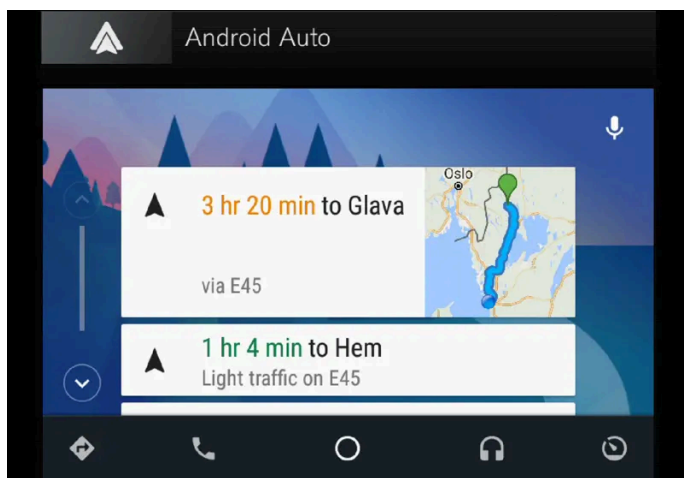 Android Auto
3 hr 20 min to Glava
via E45
Oslo
1 hr 4 min to Hem
Light traffic on E45